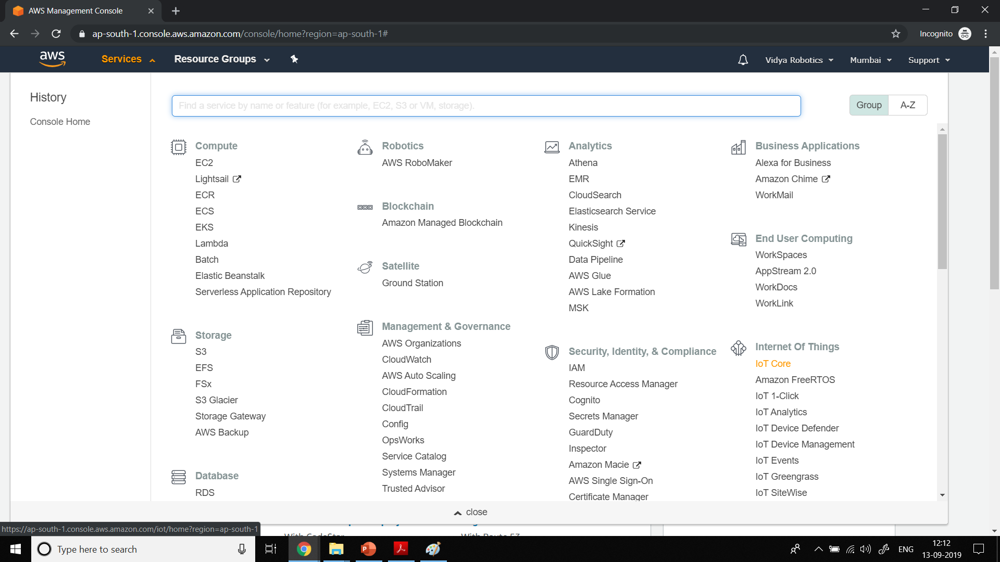 AWS Management Console
ap-south-1.console.aws.amazon.com/console/home?region=ap-south-1#
Incognito
aws
Services
Resource Groups
Vidya Robotics
Mumbai
Support
History
Console Home
Find a service by name or feature (for example, EC2, S3 or VM, storage).
Group
A-Z
Compute
EC2
Lightsail
ECR
ECS
EKS
Lambda
Batch
Elastic Beanstalk
Serverless Application Repository
Storage
S3
EFS
FSx
S3 Glacier
Storage Gateway
AWS Backup
Database
RDS
Robotics
AWS RoboMaker
Blockchain
Amazon Managed Blockchain
Satellite
Ground Station
Management & Governance
AWS Organizations
CloudWatch
AWS Auto Scaling
CloudFormation
CloudTrail
Config
OpsWorks
Service Catalog
Systems Manager
Trusted Advisor
Analytics
Athena
EMR
CloudSearch
Elasticsearch Service
Kinesis
QuickSight
Data Pipeline
AWS Glue
AWS Lake Formation
MSK
Security, Identity, & Compliance
IAM
Resource Access Manager
Cognito
Secrets Manager
GuardDuty
Inspector
Amazon Macie
AWS Single Sign-On
Certificate Manager
Business Applications
Alexa for Business
Amazon Chime
WorkMail
End User Computing
WorkSpaces
AppStream 2.0
WorkDocs
WorkLink
Internet Of Things
IoT Core
Amazon FreeRTOS
IoT 1-Click
IoT Analytics
IoT Device Defender
IoT Device Management
IoT Events
IoT Greengrass
IoT SiteWise
close
https://ap-south-1.console.aws.amazon.com/iot/home?region=ap-south-1
With CodeStar
With Route 53
Type here to search
ENG
12:12
13-09-2019